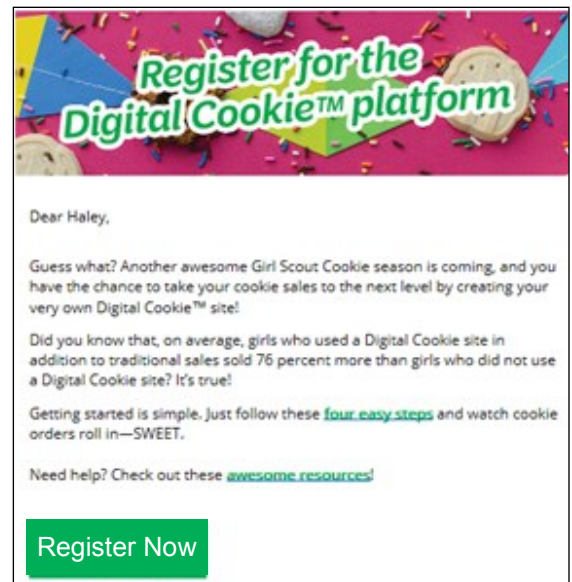 Register for the
Digital Cookie™ platform
Dear Haley,
Guess what? Another awesome Girl Scout Cookie season is coming, and you
have the chance to take your cookie sales to the next level by creating your
very own Digital Cookie™ site!
Did you know that, on average, girls who used a Digital Cookie site in
addition to traditional sales sold 76 percent more than girls who did not use
a Digital Cookie site? It's true!
Getting started is simple. Just follow these four easy steps and watch cookie
orders roll in—SWEET.
Need help? Check out these awesome resources!
Register Now